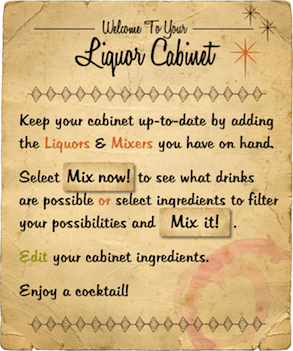 Welcome To Your
Liquor Cabinet
Keep your cabinet up-to-date by adding
the Liquors & Mixers you have on hand.
Select Mix now! to see what drinks
are possible or select ingredients to filter
your possibilities and Mix it! .
Edit your cabinet ingredients.
Enjoy a cocktail!